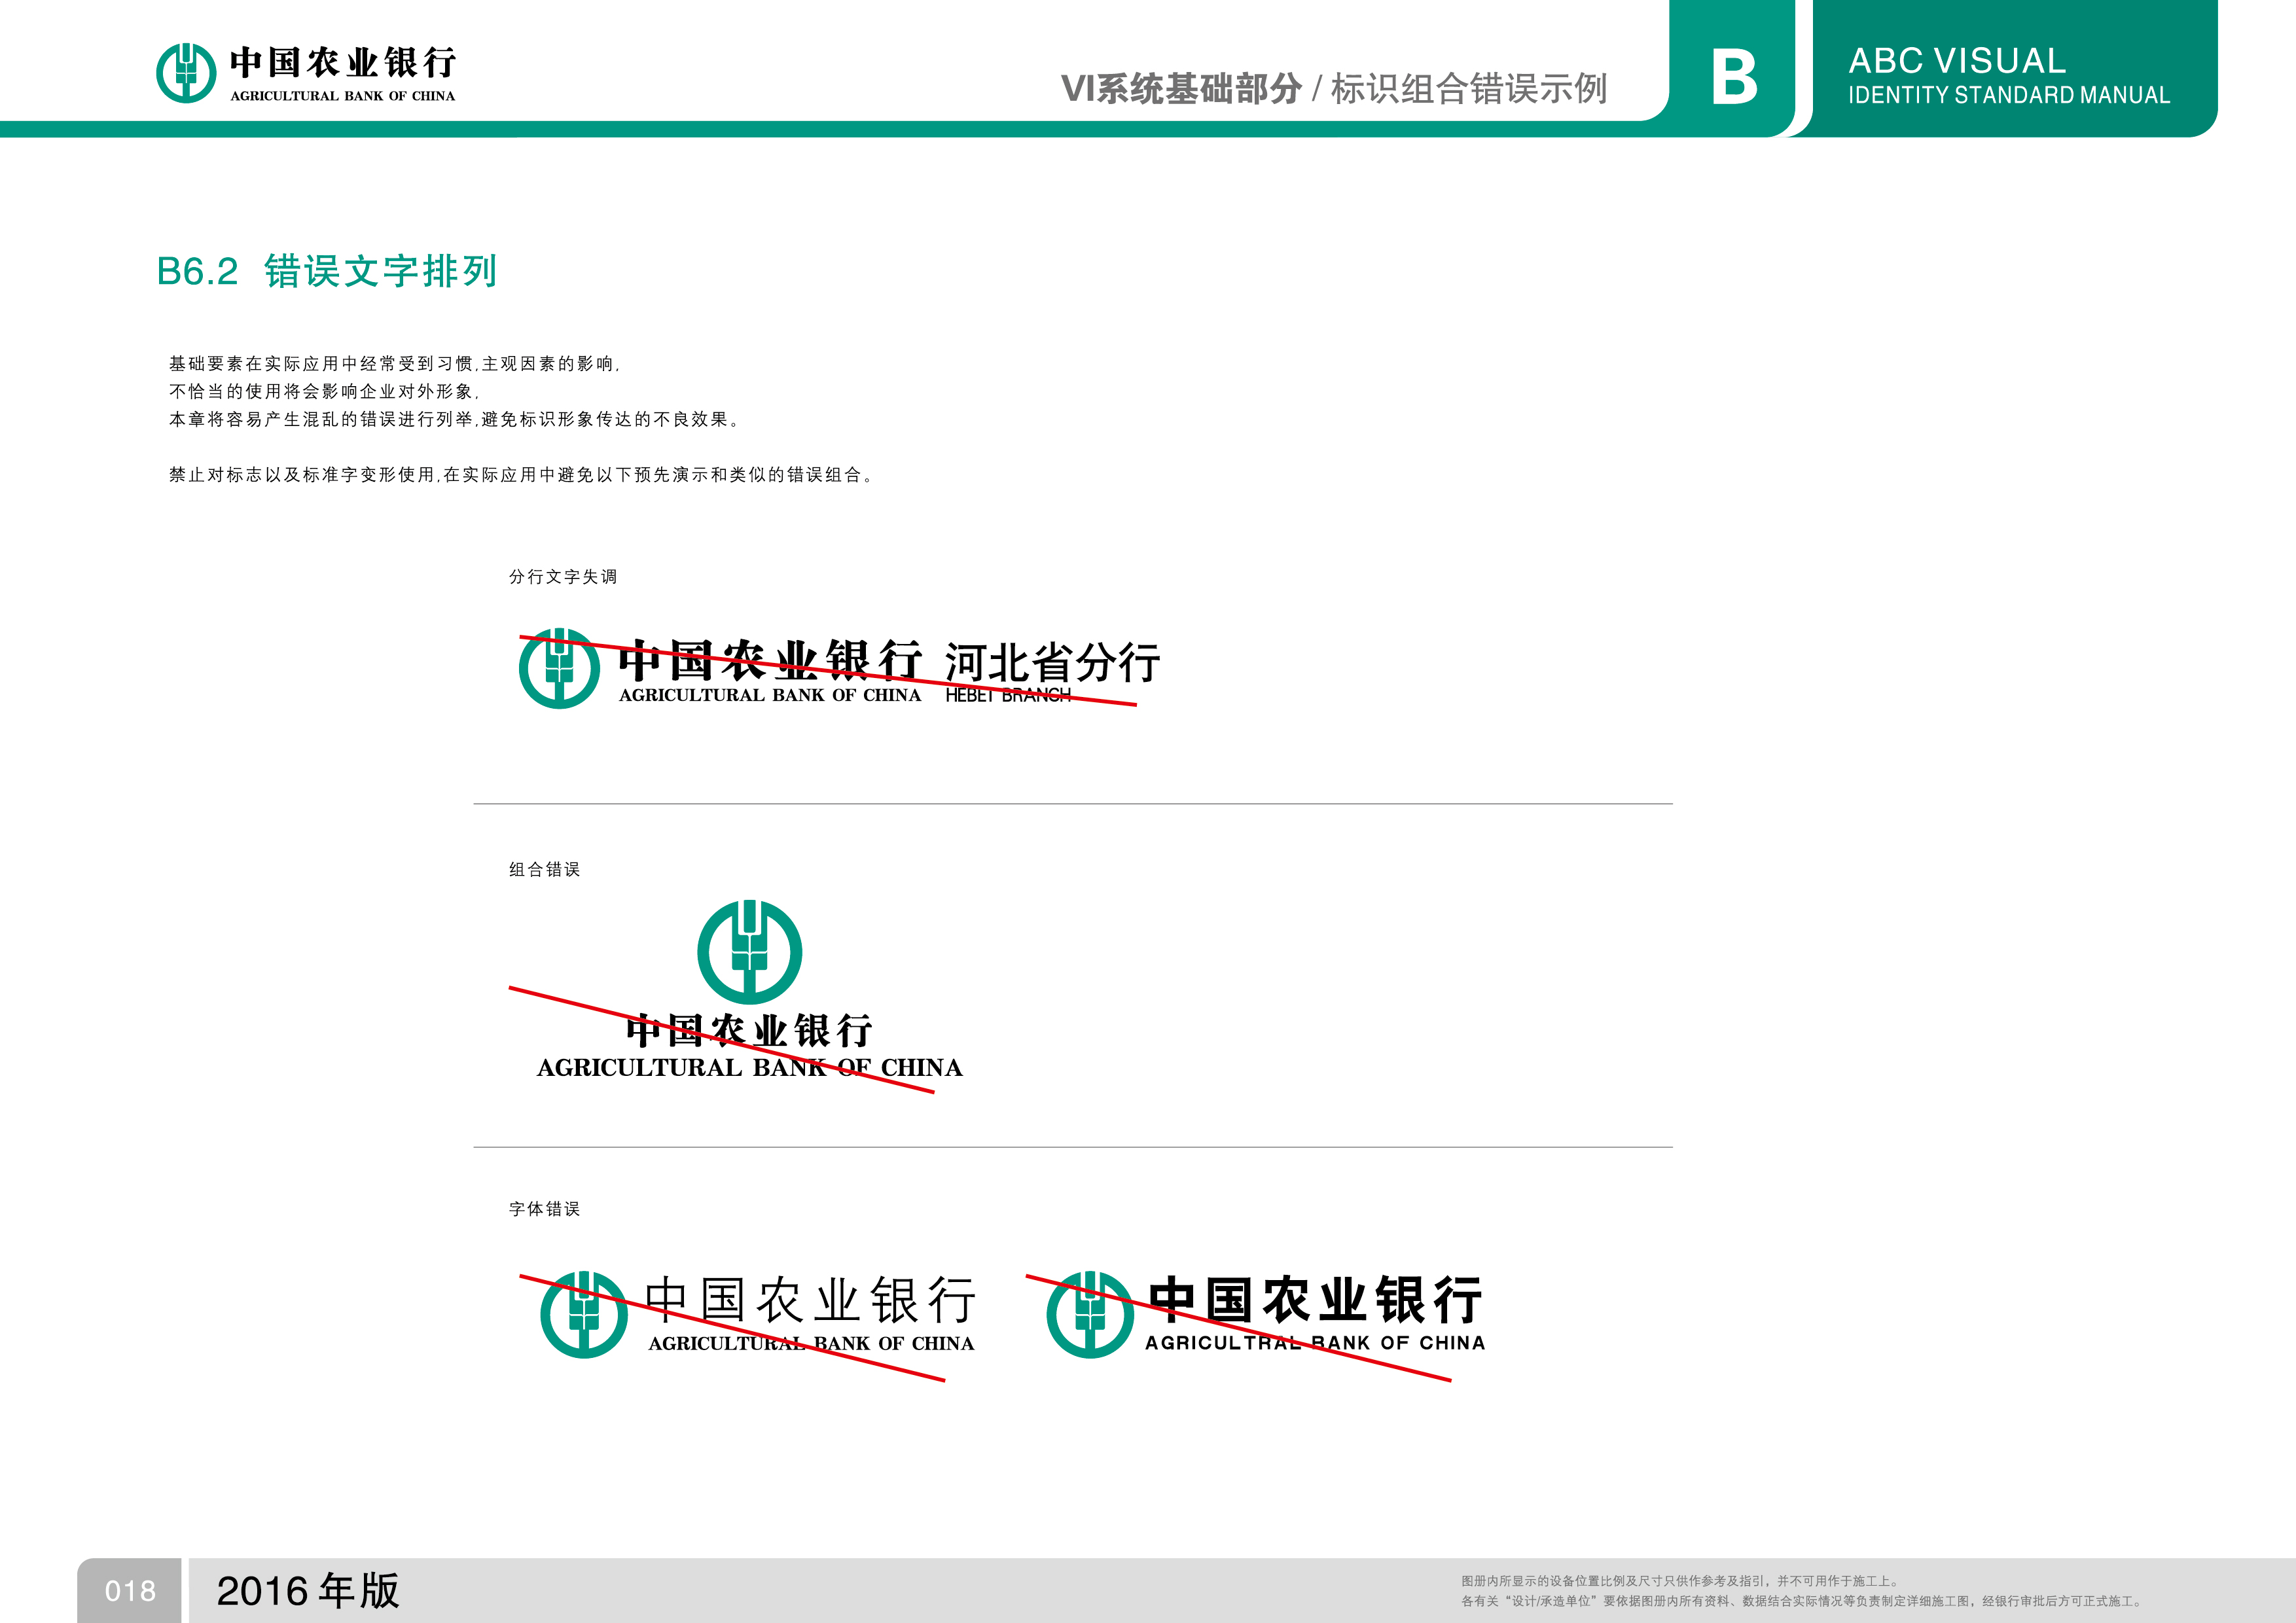 中国农业银行
AGRICULTURAL BANK OF CHINA
VI系统基础部分 / 标识组合错误示例
B
ABC VISUAL
IDENTITY STANDARD MANUAL
B6.2 错误文字排列
基础要素在实际应用中经常受到习惯,主观因素的影响,
不恰当的使用将会影响企业对外形象,
本章将容易产生混乱的错误进行列举,避免标识形象传达的不良效果。
禁止对标志以及标准字变形使用,在实际应用中避免以下预先演示和类似的错误组合。
分行文字失调
中国农业银行 河北省分行
AGRICULTURAL BANK OF CHINA HEBEI BRANCH
组合错误
中国农业银行
AGRICULTURAL BANK OF CHINA
字体错误
中国农业银行
AGRICULTURAL BANK OF CHINA
中国农业银行
AGRICULTRAL BANK OF CHINA
018
2016 年版
图册内所显示的设备位置比例及尺寸只供作参考及指引，并不可用作于施工上。
各有关“设计/承造单位”要依据图册内所有资料、数据结合实际情况等负责制定详细施工图，经银行审批后方可正式施工。